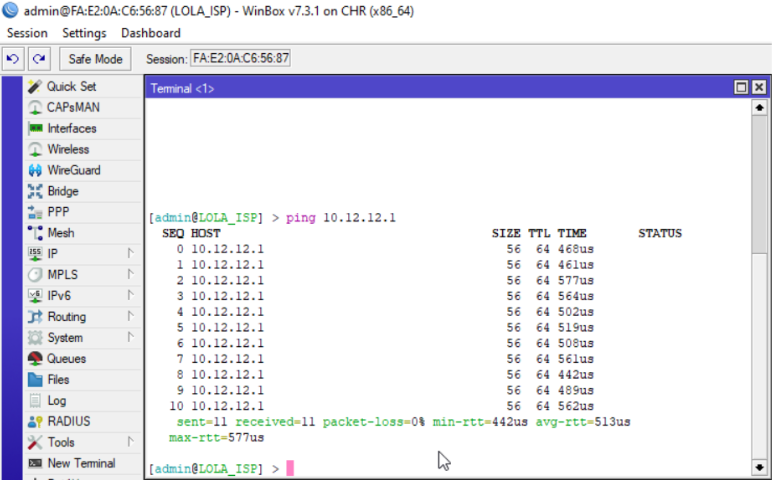 admin@FA:E2:0A:C6:56:87 (LOLA_ISP) - WinBox v7.3.1 on CHR (x86_64)
Session Settings Dashboard
Safe Mode Session: FA:E2:0A:C6:56:87
Quick Set
CAPsMAN
Interfaces
Wireless
WireGuard
Bridge
PPP
Mesh
IP
MPLS
IPv6
Routing
System
Queues
Files
Log
RADIUS
Tools
New Terminal
Terminal <1>
[admin@LOLA_ISP] > ping 10.12.12.1
SEQ HOST SIZE TTL TIME STATUS
0 10.12.12.1 56 64 468us
1 10.12.12.1 56 64 461us
2 10.12.12.1 56 64 577us
3 10.12.12.1 56 64 564us
4 10.12.12.1 56 64 502us
5 10.12.12.1 56 64 519us
6 10.12.12.1 56 64 508us
7 10.12.12.1 56 64 561us
8 10.12.12.1 56 64 442us
9 10.12.12.1 56 64 489us
10 10.12.12.1 56 64 562us
sent=11 received=11 packet-loss=0% min-rtt=442us avg-rtt=513us
max-rtt=577us
[admin@LOLA_ISP] >